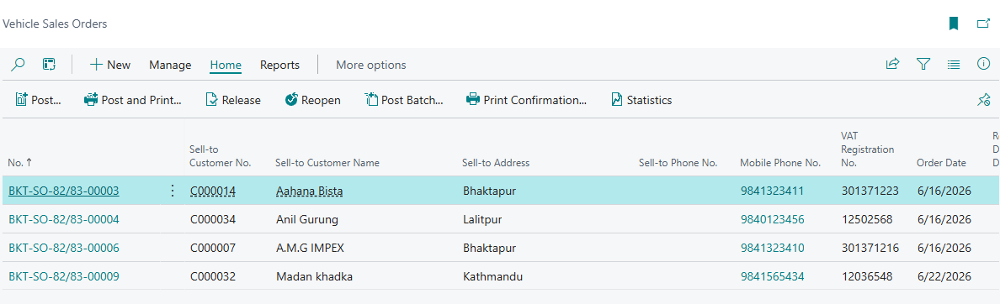 Vehicle Sales Orders
New Manage Home Reports More options
Post... Post and Print... Release Reopen Post Batch... Print Confirmation... Statistics
No. ↑ Sell-to Customer No. Sell-to Customer Name Sell-to Address Sell-to Phone No. Mobile Phone No. VAT Registration No. Order Date R D D
BKT-SO-82/83-00003 C000014 Aahana Bista Bhaktapur 9841323411 301371223 6/16/2026
BKT-SO-82/83-00004 C000034 Anil Gurung Lalitpur 9840123456 12502568 6/16/2026
BKT-SO-82/83-00006 C000007 A.M.G IMPEX Bhaktapur 9841323410 301371216 6/16/2026
BKT-SO-82/83-00009 C000032 Madan khadka Kathmandu 9841565434 12036548 6/22/2026